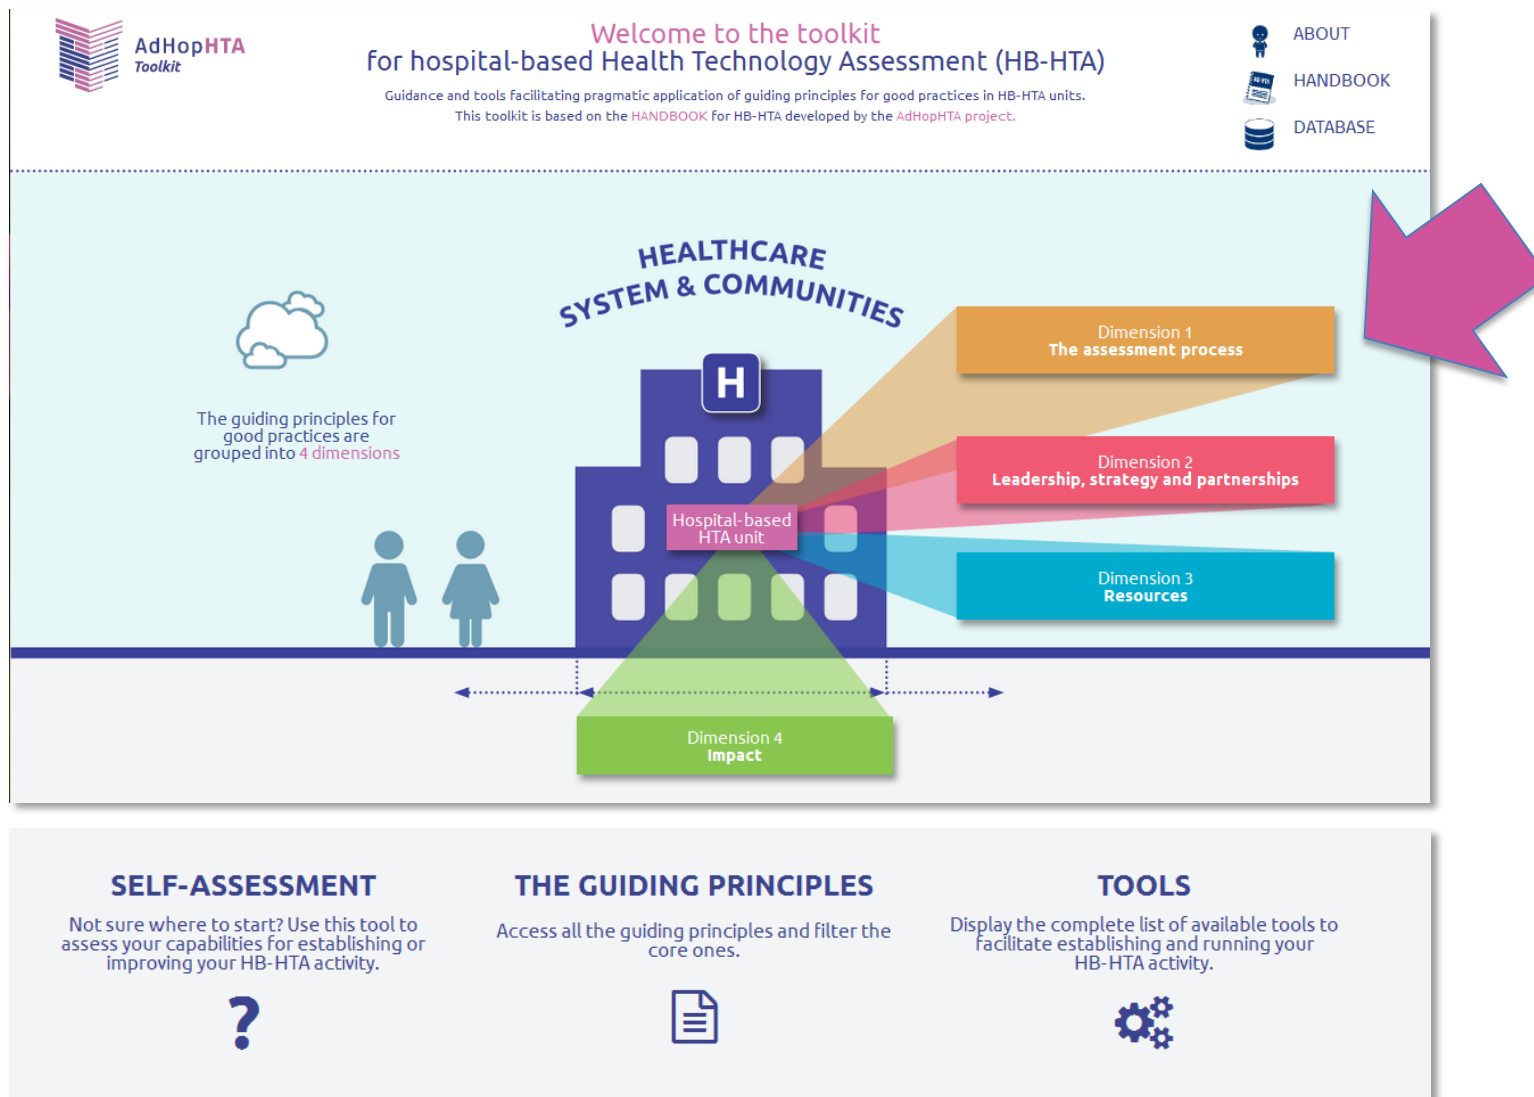 AdHopHTA
Toolkit
Welcome to the toolkit
for hospital-based Health Technology Assessment (HB-HTA)
Guidance and tools facilitating pragmatic application of guiding principles for good practices in HB-HTA units.
This toolkit is based on the HANDBOOK for HB-HTA developed by the AdHopHTA project.
ABOUT
HANDBOOK
DATABASE
HEALTHCARE
SYSTEM & COMMUNITIES
The guiding principles for
good practices are
grouped into 4 dimensions
H
Hospital-based
HTA unit
Dimension 1
The assessment process
Dimension 2
Leadership, strategy and partnerships
Dimension 3
Resources
Dimension 4
Impact
SELF-ASSESSMENT
Not sure where to start? Use this tool to
assess your capabilities for establishing or
improving your HB-HTA activity.
?
THE GUIDING PRINCIPLES
Access all the guiding principles and filter the
core ones.
TOOLS
Display the complete list of available tools to
facilitate establishing and running your
HB-HTA activity.